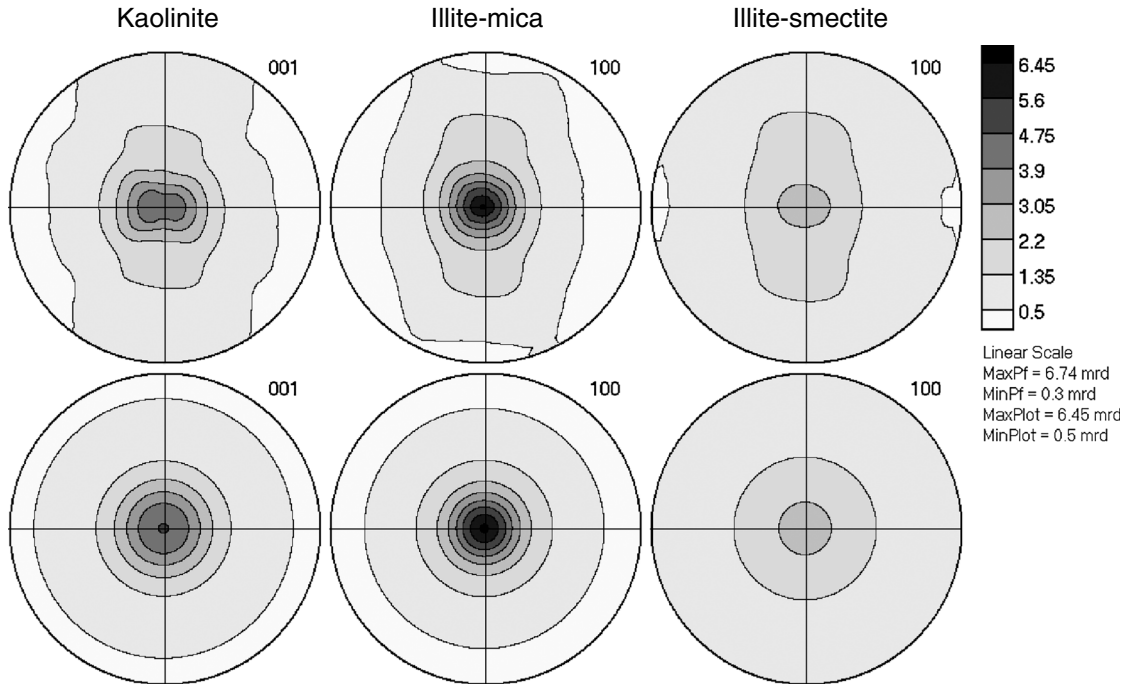 Kaolinite
Illite-mica
Illite-smectite
001
100
100
6.45
5.6
4.75
3.9
3.05
2.2
1.35
0.5
Linear Scale
MaxPf = 6.74 mrd
MinPf = 0.3 mrd
MaxPlot = 6.45 mrd
MinPlot = 0.5 mrd
001
100
100